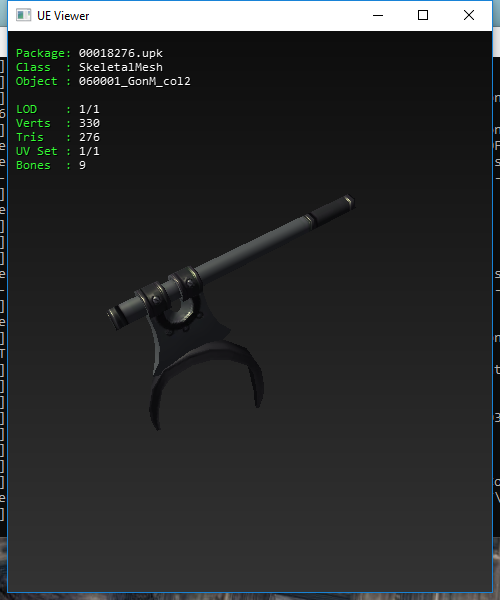 UE Viewer
Package: 00018276.upk
Class : SkeletalMesh
Object : 060001_GonM_col2
LOD : 1/1
Verts : 330
Tris : 276
UV Set : 1/1
Bones : 9